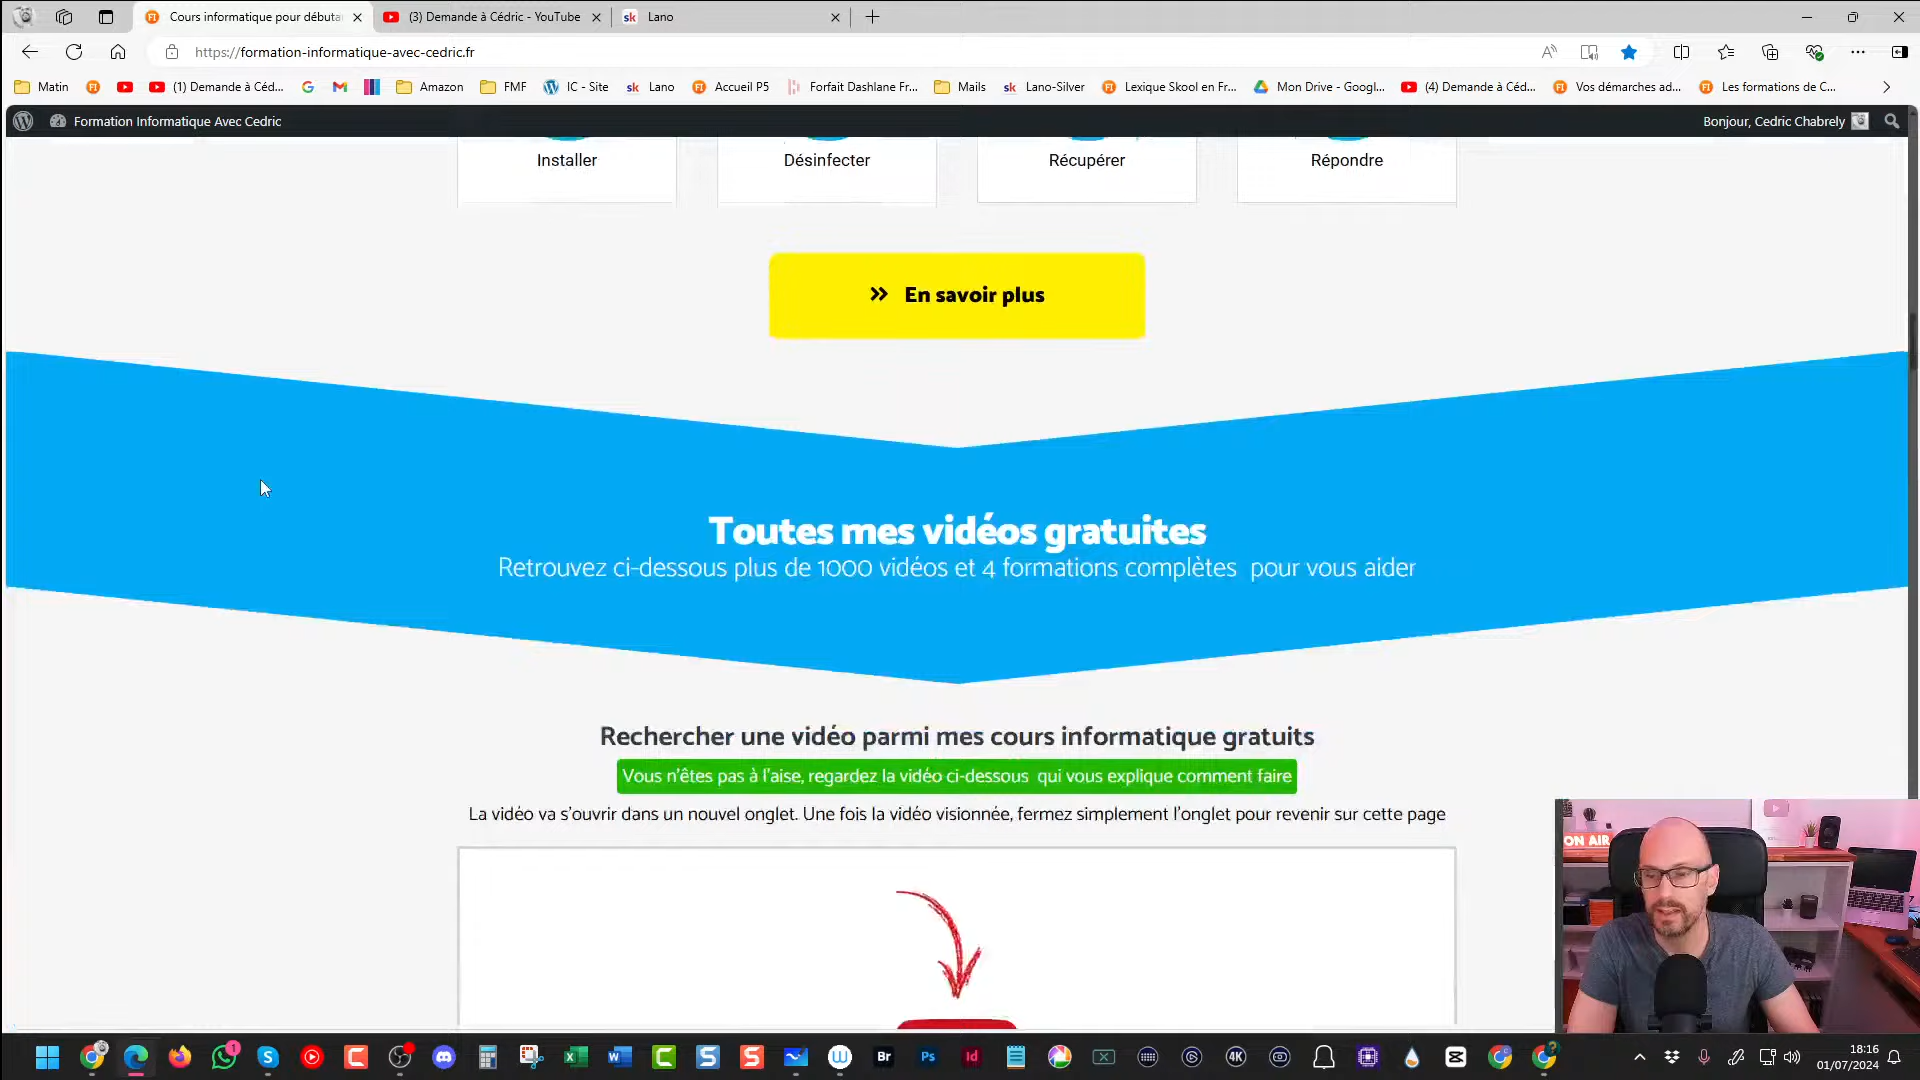 Cours informatique pour débuta
(3) Demande à Cédric - YouTube
sk
Lano
https://formation-informatique-avec-cedric.fr
Matin
(1) Demande à Céd...
Amazon
FMF
IC - Site
sk
Lano
Accueil P5
Forfait Dashlane Fr...
Mails
sk
Lano-Silver
Lexique Skool en Fr...
Mon Drive - Googl...
(4) Demande à Céd...
Vos démarches ad...
Les formations de C...
Formation Informatique Avec Cedric
Bonjour, Cedric Chabrely
Installer
Désinfecter
Récupérer
Répondre
» En savoir plus
Toutes mes vidéos gratuites
Retrouvez ci-dessous plus de 1000 vidéos et 4 formations complètes pour vous aider
Rechercher une vidéo parmi mes cours informatique gratuits
Vous n'êtes pas à l'aise, regardez la vidéo ci-dessous qui vous explique comment faire
La vidéo va s'ouvrir dans un nouvel onglet. Une fois la vidéo visionnée, fermez simplement l'onglet pour revenir sur cette page
ON AIR
18:16
01/07/2024